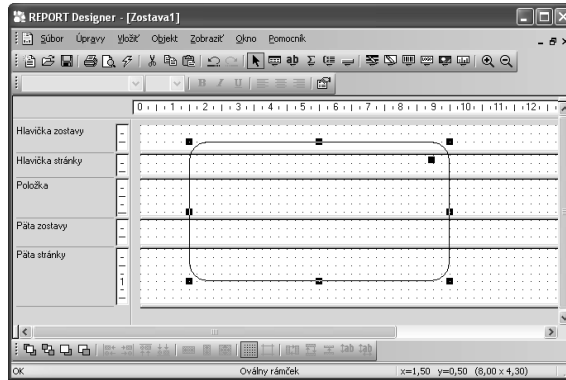 REPORT Designer - [Zostava1]
Súbor Úpravy Vložiť Objekt Zobraziť Okno Pomocník
B I U
0 1 2 3 4 5 6 7 8 9 10 11 12
Hlavička zostavy
Hlavička stránky
Položka
Päta zostavy
Päta stránky
1
OK Oválny rámček x=1,50 y=0,50 (8,00 x 4,30)